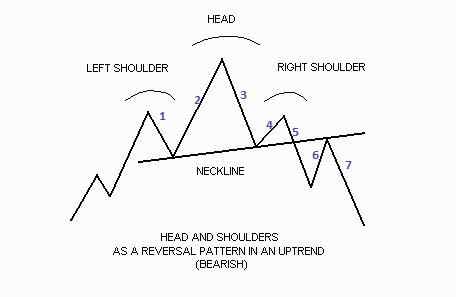 HEAD
LEFT SHOULDER
RIGHT SHOULDER
1
2
3
4
5
6
7
NECKLINE
HEAD AND SHOULDERS
AS A REVERSAL PATTERN IN AN UPTREND
(BEARISH)